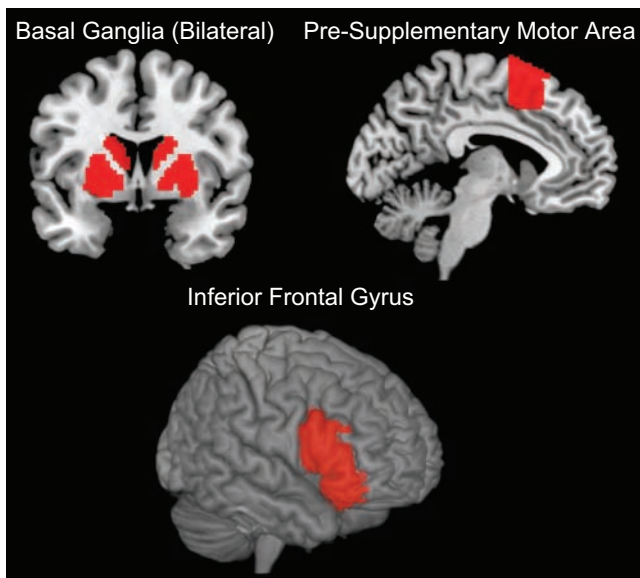 Basal Ganglia (Bilateral)
Pre-Supplementary Motor Area
Inferior Frontal Gyrus